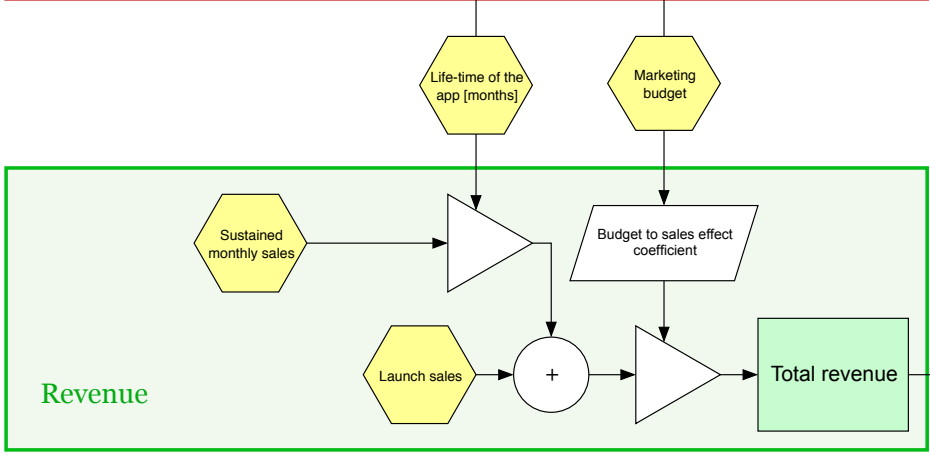 Life-time of the
app [months]
Marketing
budget
Sustained
monthly sales
Budget to sales effect
coefficient
Launch sales
+
Total revenue
Revenue